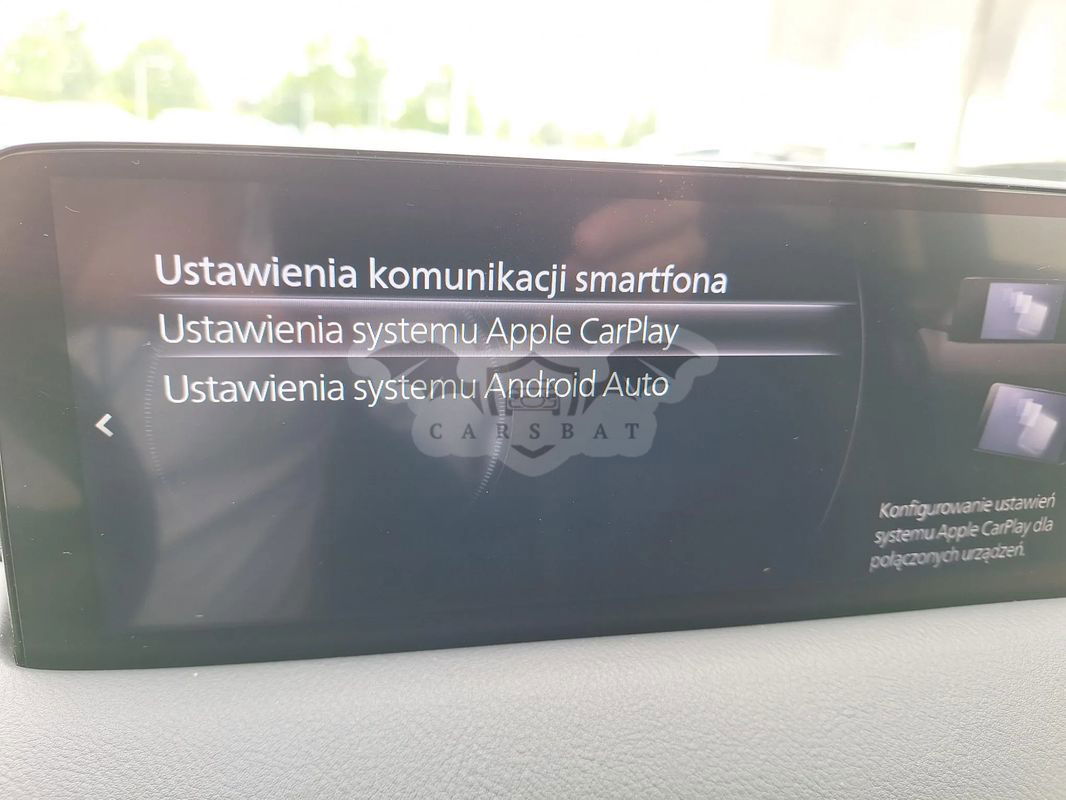 Ustawienia komunikacji smartfona
Ustawienia systemu Apple CarPlay
Ustawienia systemu Android Auto
CARSBAT
Konfigurowanie ustawień
systemu Apple CarPlay dla
połączonych urządzeń.